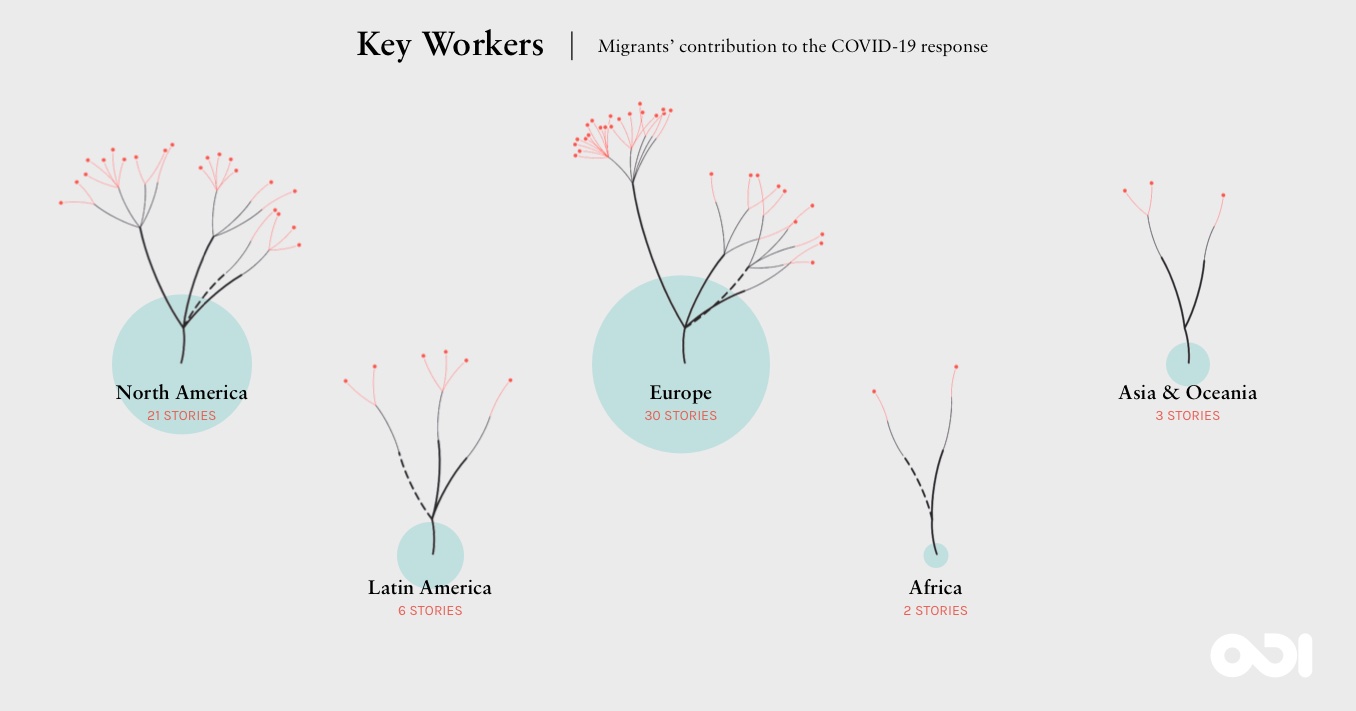 Key Workers | Migrants’ contribution to the COVID-19 response
North America
21 STORIES
Europe
30 STORIES
Asia & Oceania
3 STORIES
Latin America
6 STORIES
Africa
2 STORIES
ODI